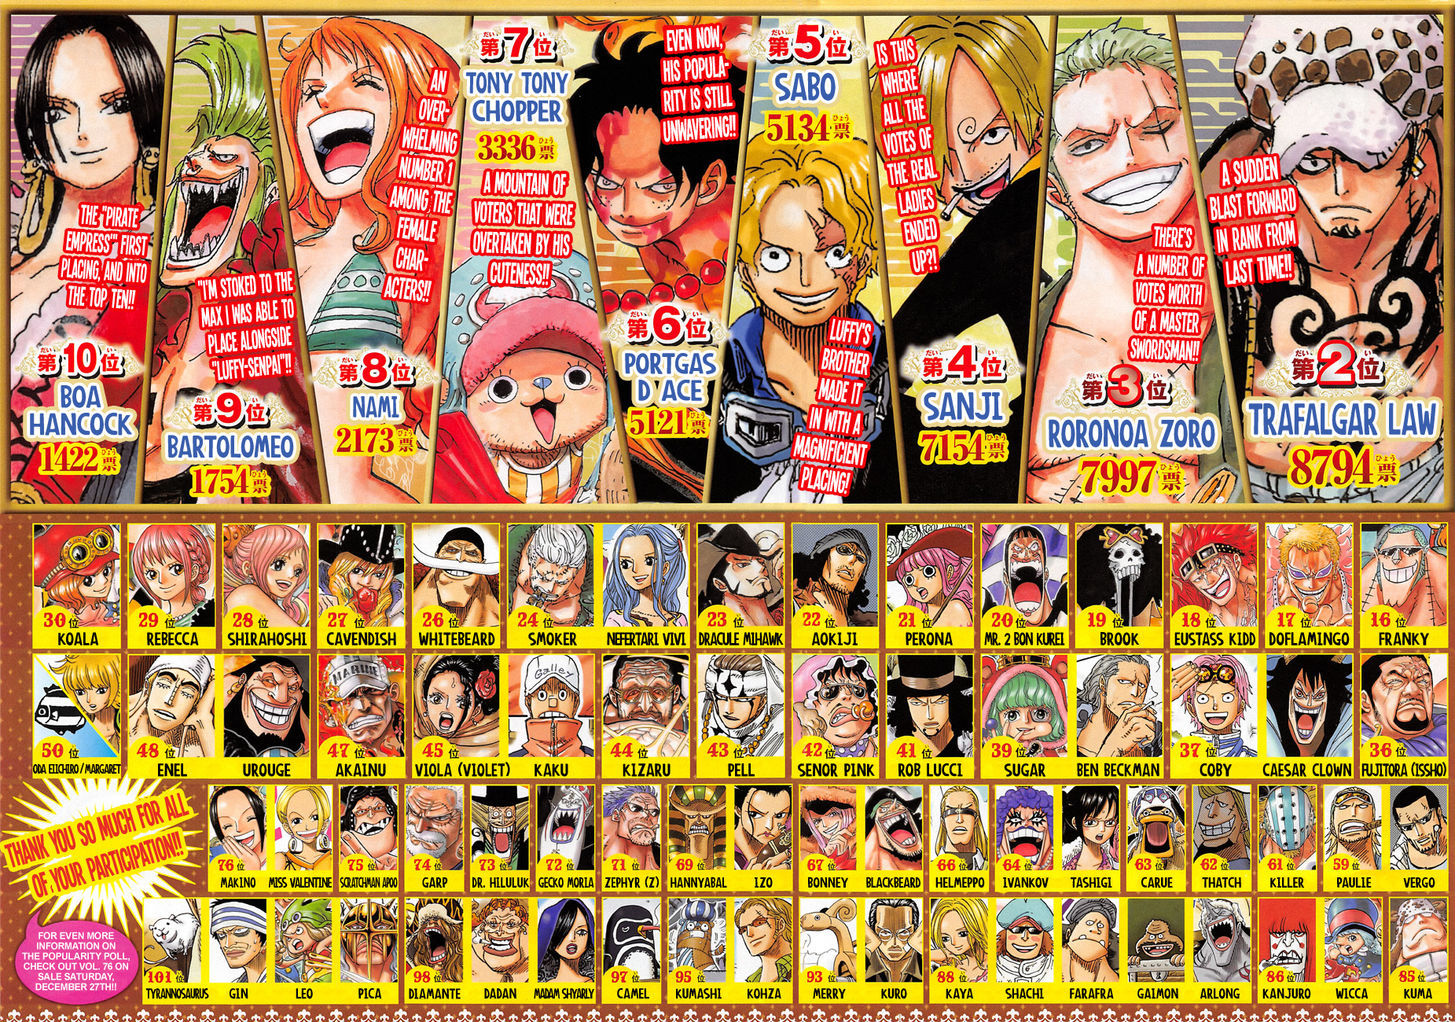 第10位
BOA
HANCOCK
1422票
THE "PIRATE
EMPRESS'" FIRST
PLACING, AND INTO
THE TOP TEN!!
第9位
BARTOLOMEO
1754票
"I'M STOKED TO THE
MAX I WAS ABLE TO
PLACE ALONGSIDE
"LUFFY-SENPAI"!!
第8位
NAMI
2173票
AN
OVER-
WHELMING
NUMBER 1
AMONG THE
FEMALE
CHAR-
ACTERS!!
第7位
TONY TONY
CHOPPER
3336票
A MOUNTAIN OF
VOTERS THAT WERE
OVERTAKEN BY HIS
CUTENESS!!
EVEN NOW,
HIS POPULA-
RITY IS STILL
UNWAVERING!!
第6位
PORTGAS
D ACE
5121票
第5位
SABO
5134票
LUFFY'S
BROTHER
MADE IT
IN WITH A
MAGNIFICIENT
PLACING!
IS THIS
WHERE
ALL THE
VOTES OF
THE REAL
LADIES
ENDED
UP?!
第4位
SANJI
7154票
THERE'S
A NUMBER OF
VOTES WORTH
OF A MASTER
SWORDSMAN!!
第3位
RORONOA ZORO
7997票
A SUDDEN
BLAST FORWARD
IN RANK FROM
LAST TIME!!
第2位
TRAFALGAR LAW
8794票
30位 29位 28位 27位 26位 24位 23位 22位 21位 20位 19位 18位 17位 16位
KOALA REBECCA SHIRAHOSHI CAVENDISH WHITEBEARD SMOKER NEFERTARI VIVI DRACULE MIHAWK AOKIJI PERONA MR. 2 BON KUREI BROOK EUSTASS KIDD DOFLAMINGO FRANKY
MARINE
Galley
50位 48位 47位 45位 44位 43位 42位 41位 39位 37位 36位
ODA EIICHIRO/MARGARET ENEL UROUGE AKAINU VIOLA (VIOLET) KAKU KIZARU PELL SENOR PINK ROB LUCCI SUGAR BEN BECKMAN COBY CAESAR CLOWN FUJITORA (ISSHO)
THANK YOU SO MUCH FOR ALL
OF YOUR PARTICIPATION!!
76位 75位 74位 73位 72位 71位 69位 67位 66位 64位 63位 62位 61位 59位
MAKINO MISS VALENTINE SCRATCHMAN APOO GARP DR. HILULUK GECKO MORIA ZEPHYR (Z) HANNYABAL IZO BONNEY BLACKBEARD HELMEPPO IVANKOV TASHIGI CARUE THATCH KILLER PAULIE VERGO
FOR EVEN MORE
INFORMATION ON
THE POPULARITY POLL,
CHECK OUT VOL. 76 ON
SALE SATURDAY,
DECEMBER 27TH!!
101位 98位 97位 95位 93位 88位 86位 85位
TYRANNOSAURUS GIN LEO PICA DIAMANTE DADAN MADAM SHYARLY CAMEL KUMASHI KOHZA MERRY KURO KAYA SHACHI FARAFRA GAIMON ARLONG KANJURO WICCA KUMA